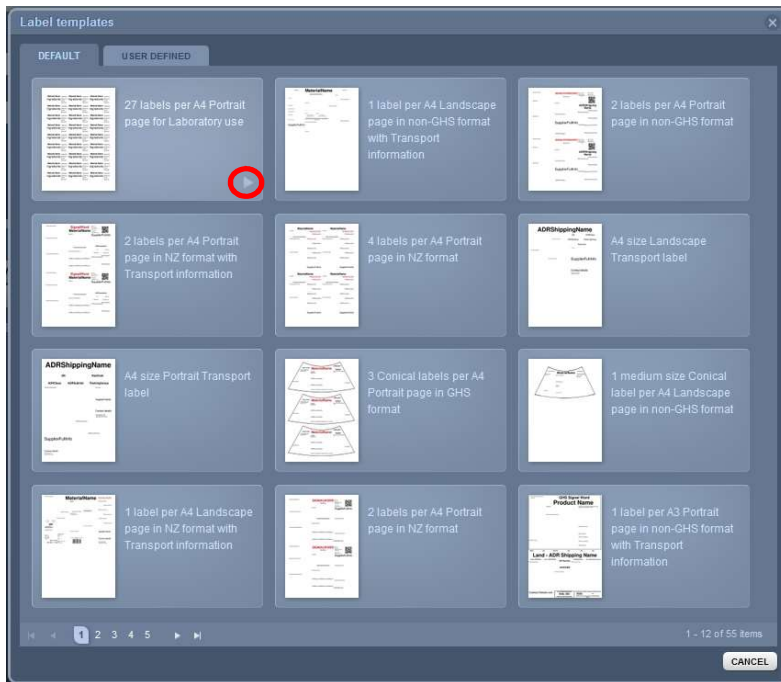 Label templates
DEFAULT
USER DEFINED
27 labels per A4 Portrait
page for Laboratory use
MaterialName
1 label per A4 Landscape
page in non-GHS format
with Transport
information
2 labels per A4 Portrait
page in non-GHS format
2 labels per A4 Portrait
page in NZ format with
Transport information
4 labels per A4 Portrait
page in NZ format
ADRShippingName
A4 size Landscape
Transport label
ADRShippingName
A4 size Portrait Transport
label
3 Conical labels per A4
Portrait page in GHS
format
1 medium size Conical
label per A4 Landscape
page in non-GHS format
MaterialName
1 label per A4 Landscape
page in NZ format with
Transport information
2 labels per A4 Portrait
page in NZ format
GHS Signal Word
Product Name
Land - ADR Shipping Name
1 label per A3 Portrait
page in non-GHS format
with Transport
information
1 2 3 4 5
1 - 12 of 55 items
CANCEL